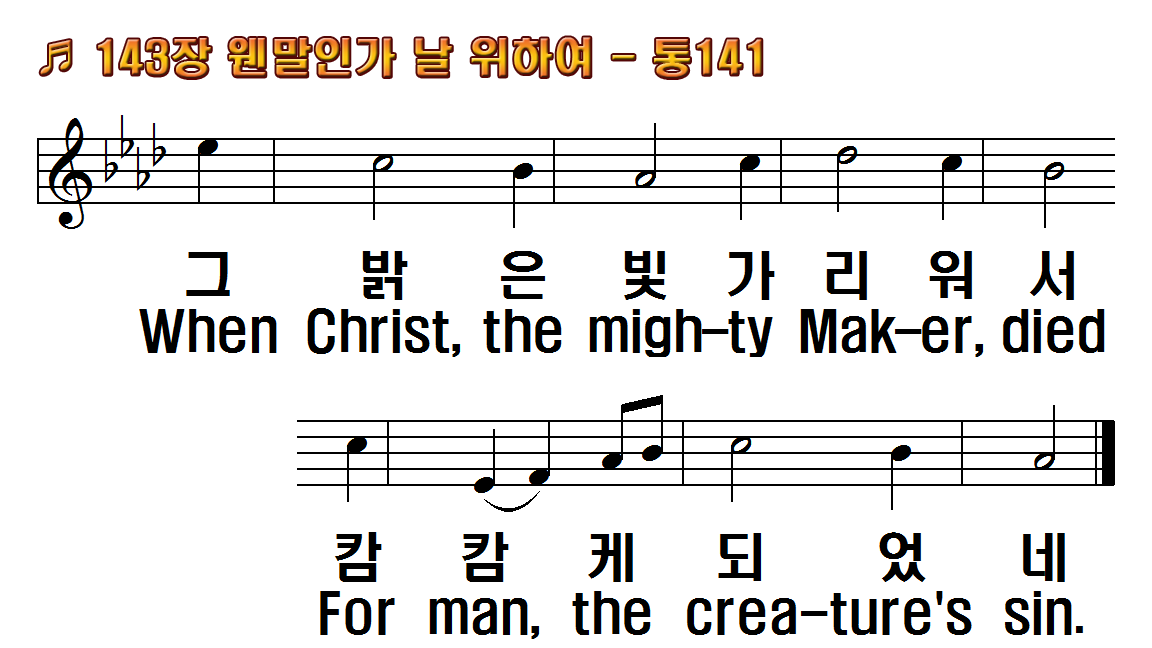 ♬ 143장 웬말인가 날 위하여 - 통141
그 밝 은 빛 가 리 워 서
When Christ, the migh-ty Mak-er, died
캄 캄 케 되 었 네
For man, the crea-ture's sin.